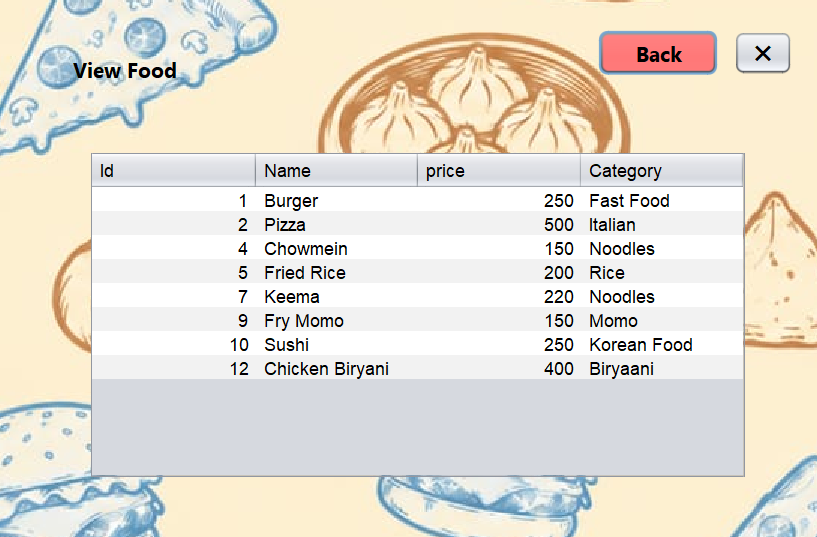 View Food
Back ✕
Id Name price Category
1 Burger 250 Fast Food
2 Pizza 500 Italian
4 Chowmein 150 Noodles
5 Fried Rice 200 Rice
7 Keema 220 Noodles
9 Fry Momo 150 Momo
10 Sushi 250 Korean Food
12 Chicken Biryani 400 Biryaani